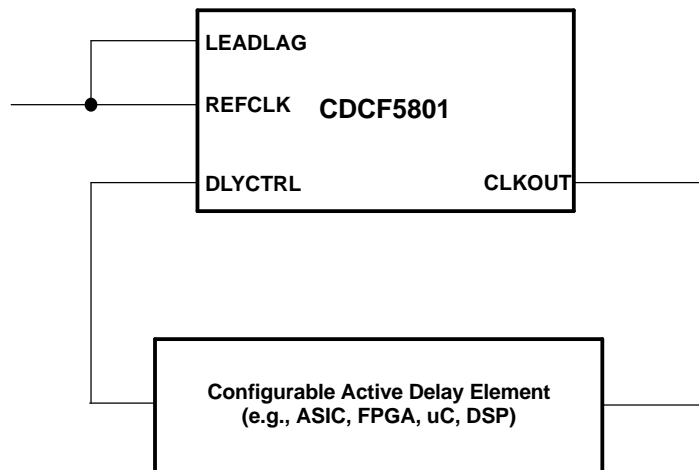 LEADLAG
REFCLK
CDCF5801
DLYCTRL
CLKOUT
Configurable Active Delay Element
(e.g., ASIC, FPGA, uC, DSP)